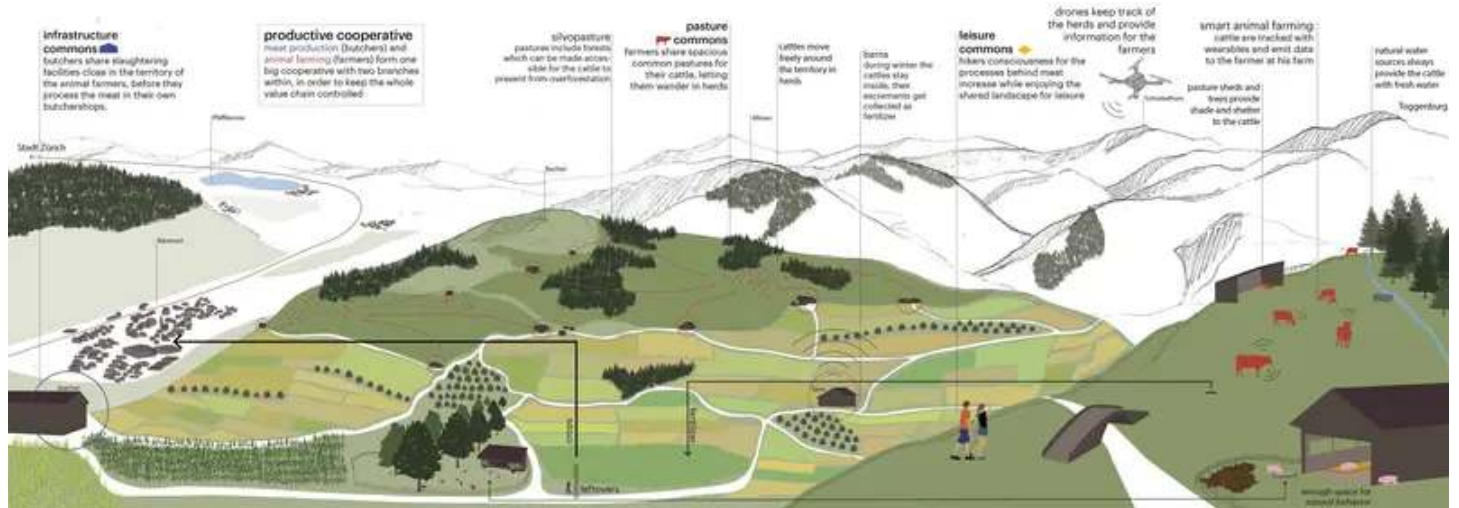 infrastructure
commons
butchers share slaughtering
facilities close in the territory of
the animal farmers, before they
process the meat in their own
butchershops.
productive cooperative
meat production (butchers) and
animal farming (farmers) form one
big cooperative with two branches
within, in order to keep the whole
value chain controlled
silvopasture
pastures include forests
which can be made acces-
sible for the cattle to
prevent from overforestation
pasture
commons
farmers share spacious
common pastures for
their cattle, letting
them wander in herds
cattles move
freely around
the territory in
herds
barns
during winter the
cattles stay
inside, their
excrements get
collected as
fertilizer
leisure
commons
hikers consciousness for the
processes behind meat
increase while enjoying the
shared landscape for leisure
drones keep track of
the herds and provide
information for the
farmers
smart animal farming
cattle are tracked with
wearables and emit data
to the farmer at his farm
pasture sheds and
trees provide
shade and shelter
to the cattle
natural water
sources always
provide the cattle
with fresh water
Toggenburg
Stadt Zürich
fertilizer
leftovers
enough space for
natural behavior